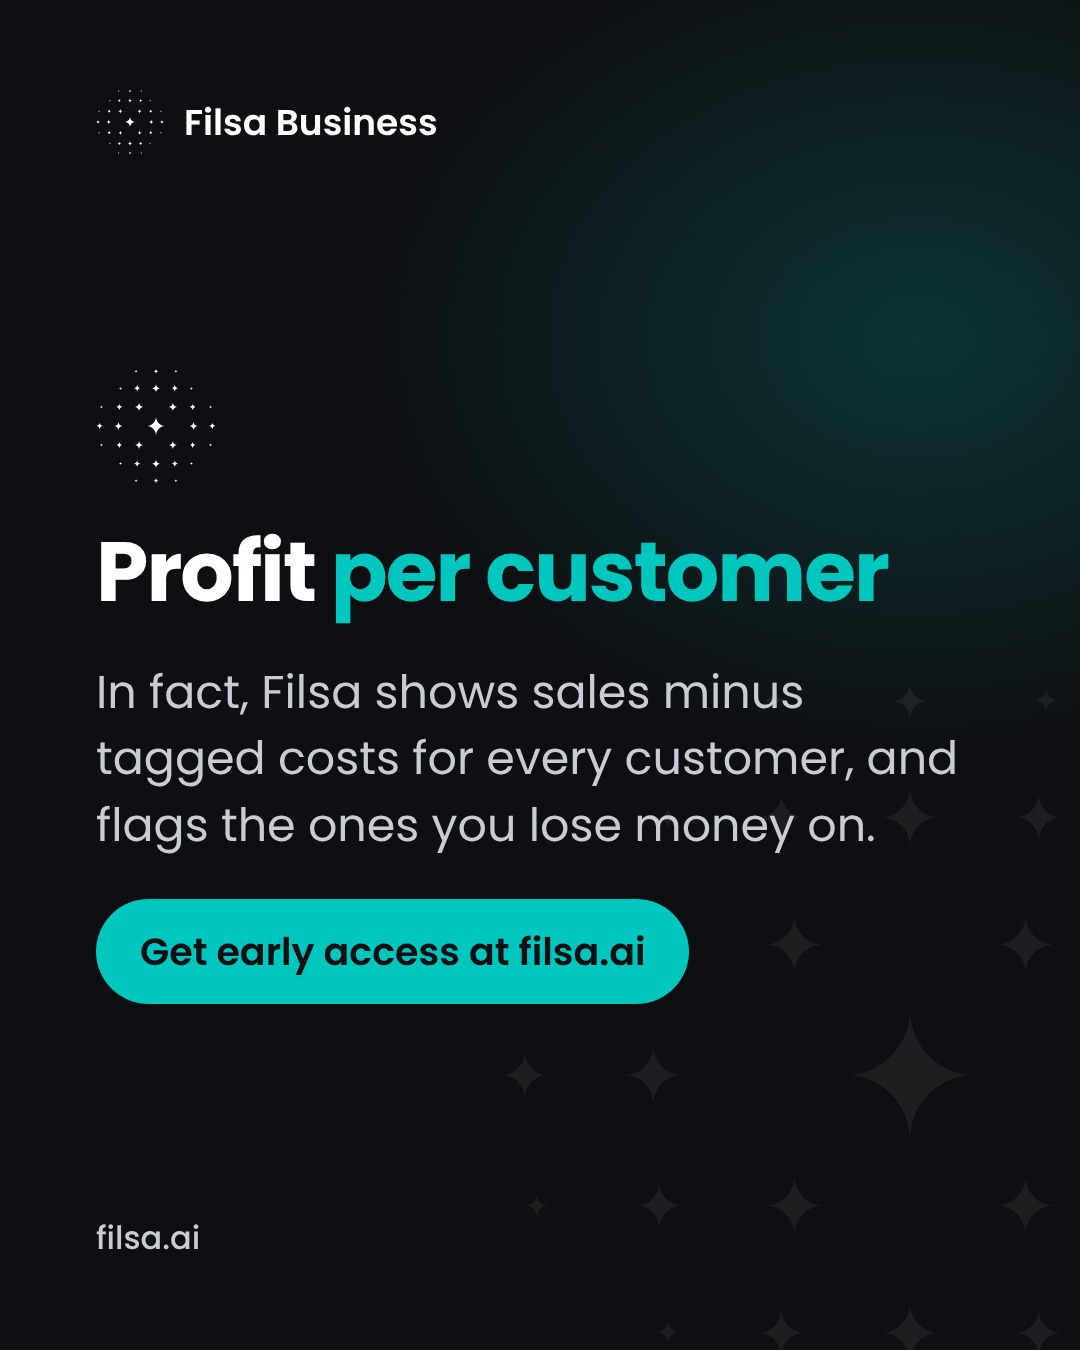 Filsa Business
Profit per customer
In fact, Filsa shows sales minus
tagged costs for every customer, and
flags the ones you lose money on.
Get early access at filsa.ai
filsa.ai